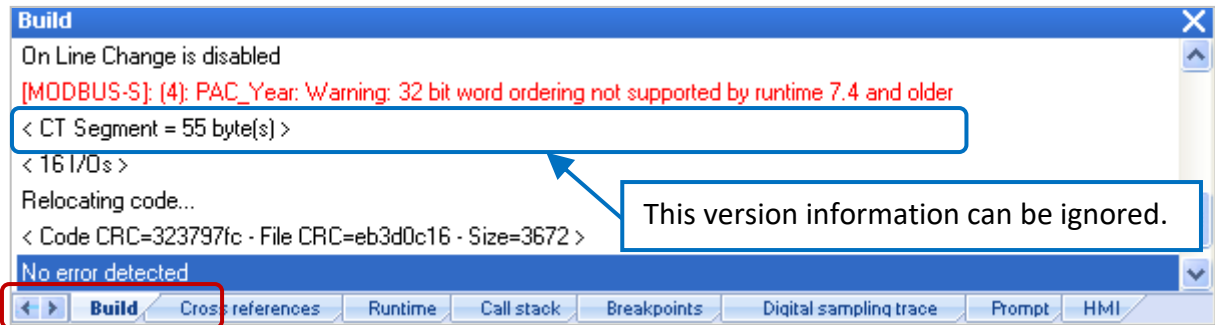 Build
On Line Change is disabled
[MODBUS-S]: (4): PAC_Year: Warning: 32 bit word ordering not supported by runtime 7.4 and older
< CT Segment = 55 byte(s) >
< 16 I/Os >
Relocating code...
This version information can be ignored.
< Code CRC=323797fc - File CRC=eb3d0c16 - Size=3672 >
No error detected
Build Cross references Runtime Call stack Breakpoints Digital sampling trace Prompt HMI